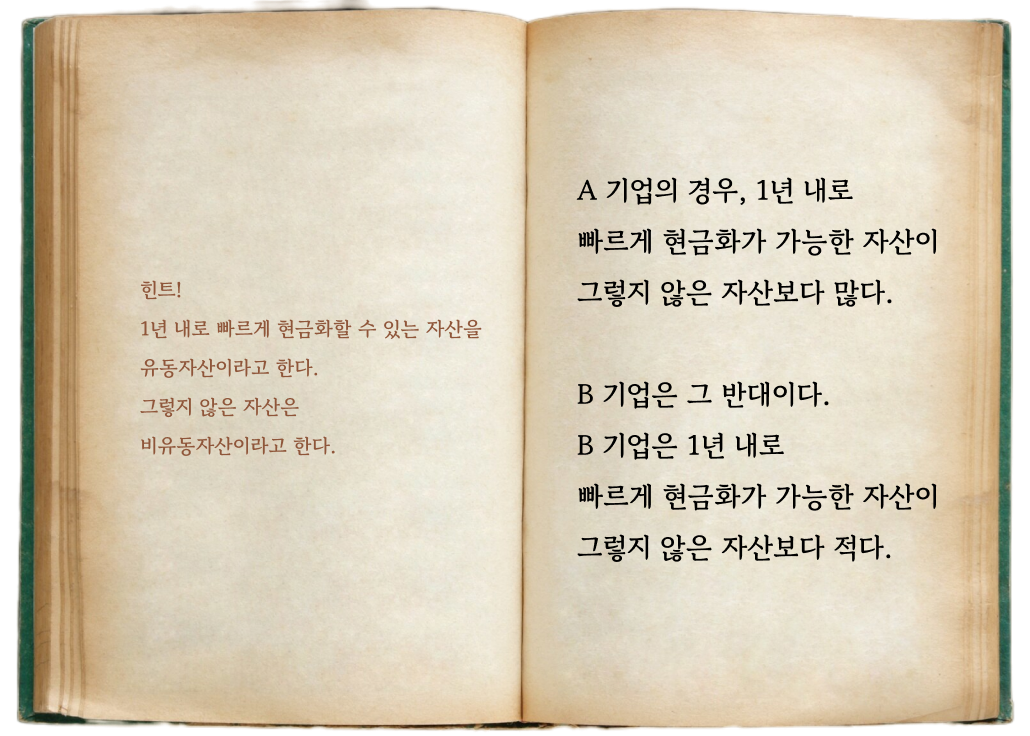 힌트!
1년 내로 빠르게 현금화할 수 있는 자산을
유동자산이라고 한다.
그렇지 않은 자산은
비유동자산이라고 한다.
A 기업의 경우, 1년 내로
빠르게 현금화가 가능한 자산이
그렇지 않은 자산보다 많다.
B 기업은 그 반대이다.
B 기업은 1년 내로
빠르게 현금화가 가능한 자산이
그렇지 않은 자산보다 적다.